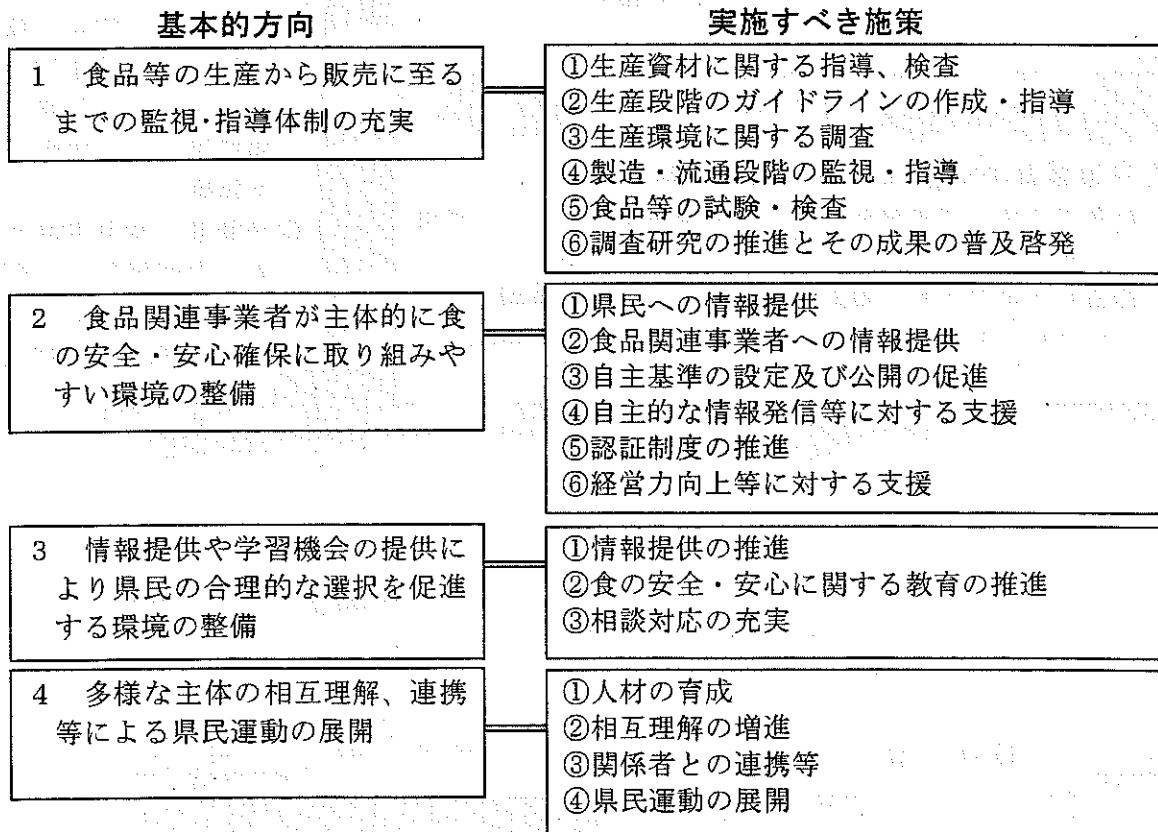 基本的方向
実施すべき施策
1 食品等の生産から販売に至る
までの監視・指導体制の充実
①生産資材に関する指導、検査
②生産段階のガイドラインの作成・指導
③生産環境に関する調査
④製造・流通段階の監視・指導
⑤食品等の試験・検査
⑥調査研究の推進とその成果の普及啓発
2 食品関連事業者が主体的に食
の安全・安心確保に取り組みや
すい環境の整備
①県民への情報提供
②食品関連事業者への情報提供
③自主基準の設定及び公開の促進
④自主的な情報発信等に対する支援
⑤認証制度の推進
⑥経営力向上等に対する支援
3 情報提供や学習機会の提供に
より県民の合理的な選択を促進
する環境の整備
①情報提供の推進
②食の安全・安心に関する教育の推進
③相談対応の充実
4 多様な主体の相互理解、連携
等による県民運動の展開
①人材の育成
②相互理解の増進
③関係者との連携等
④県民運動の展開